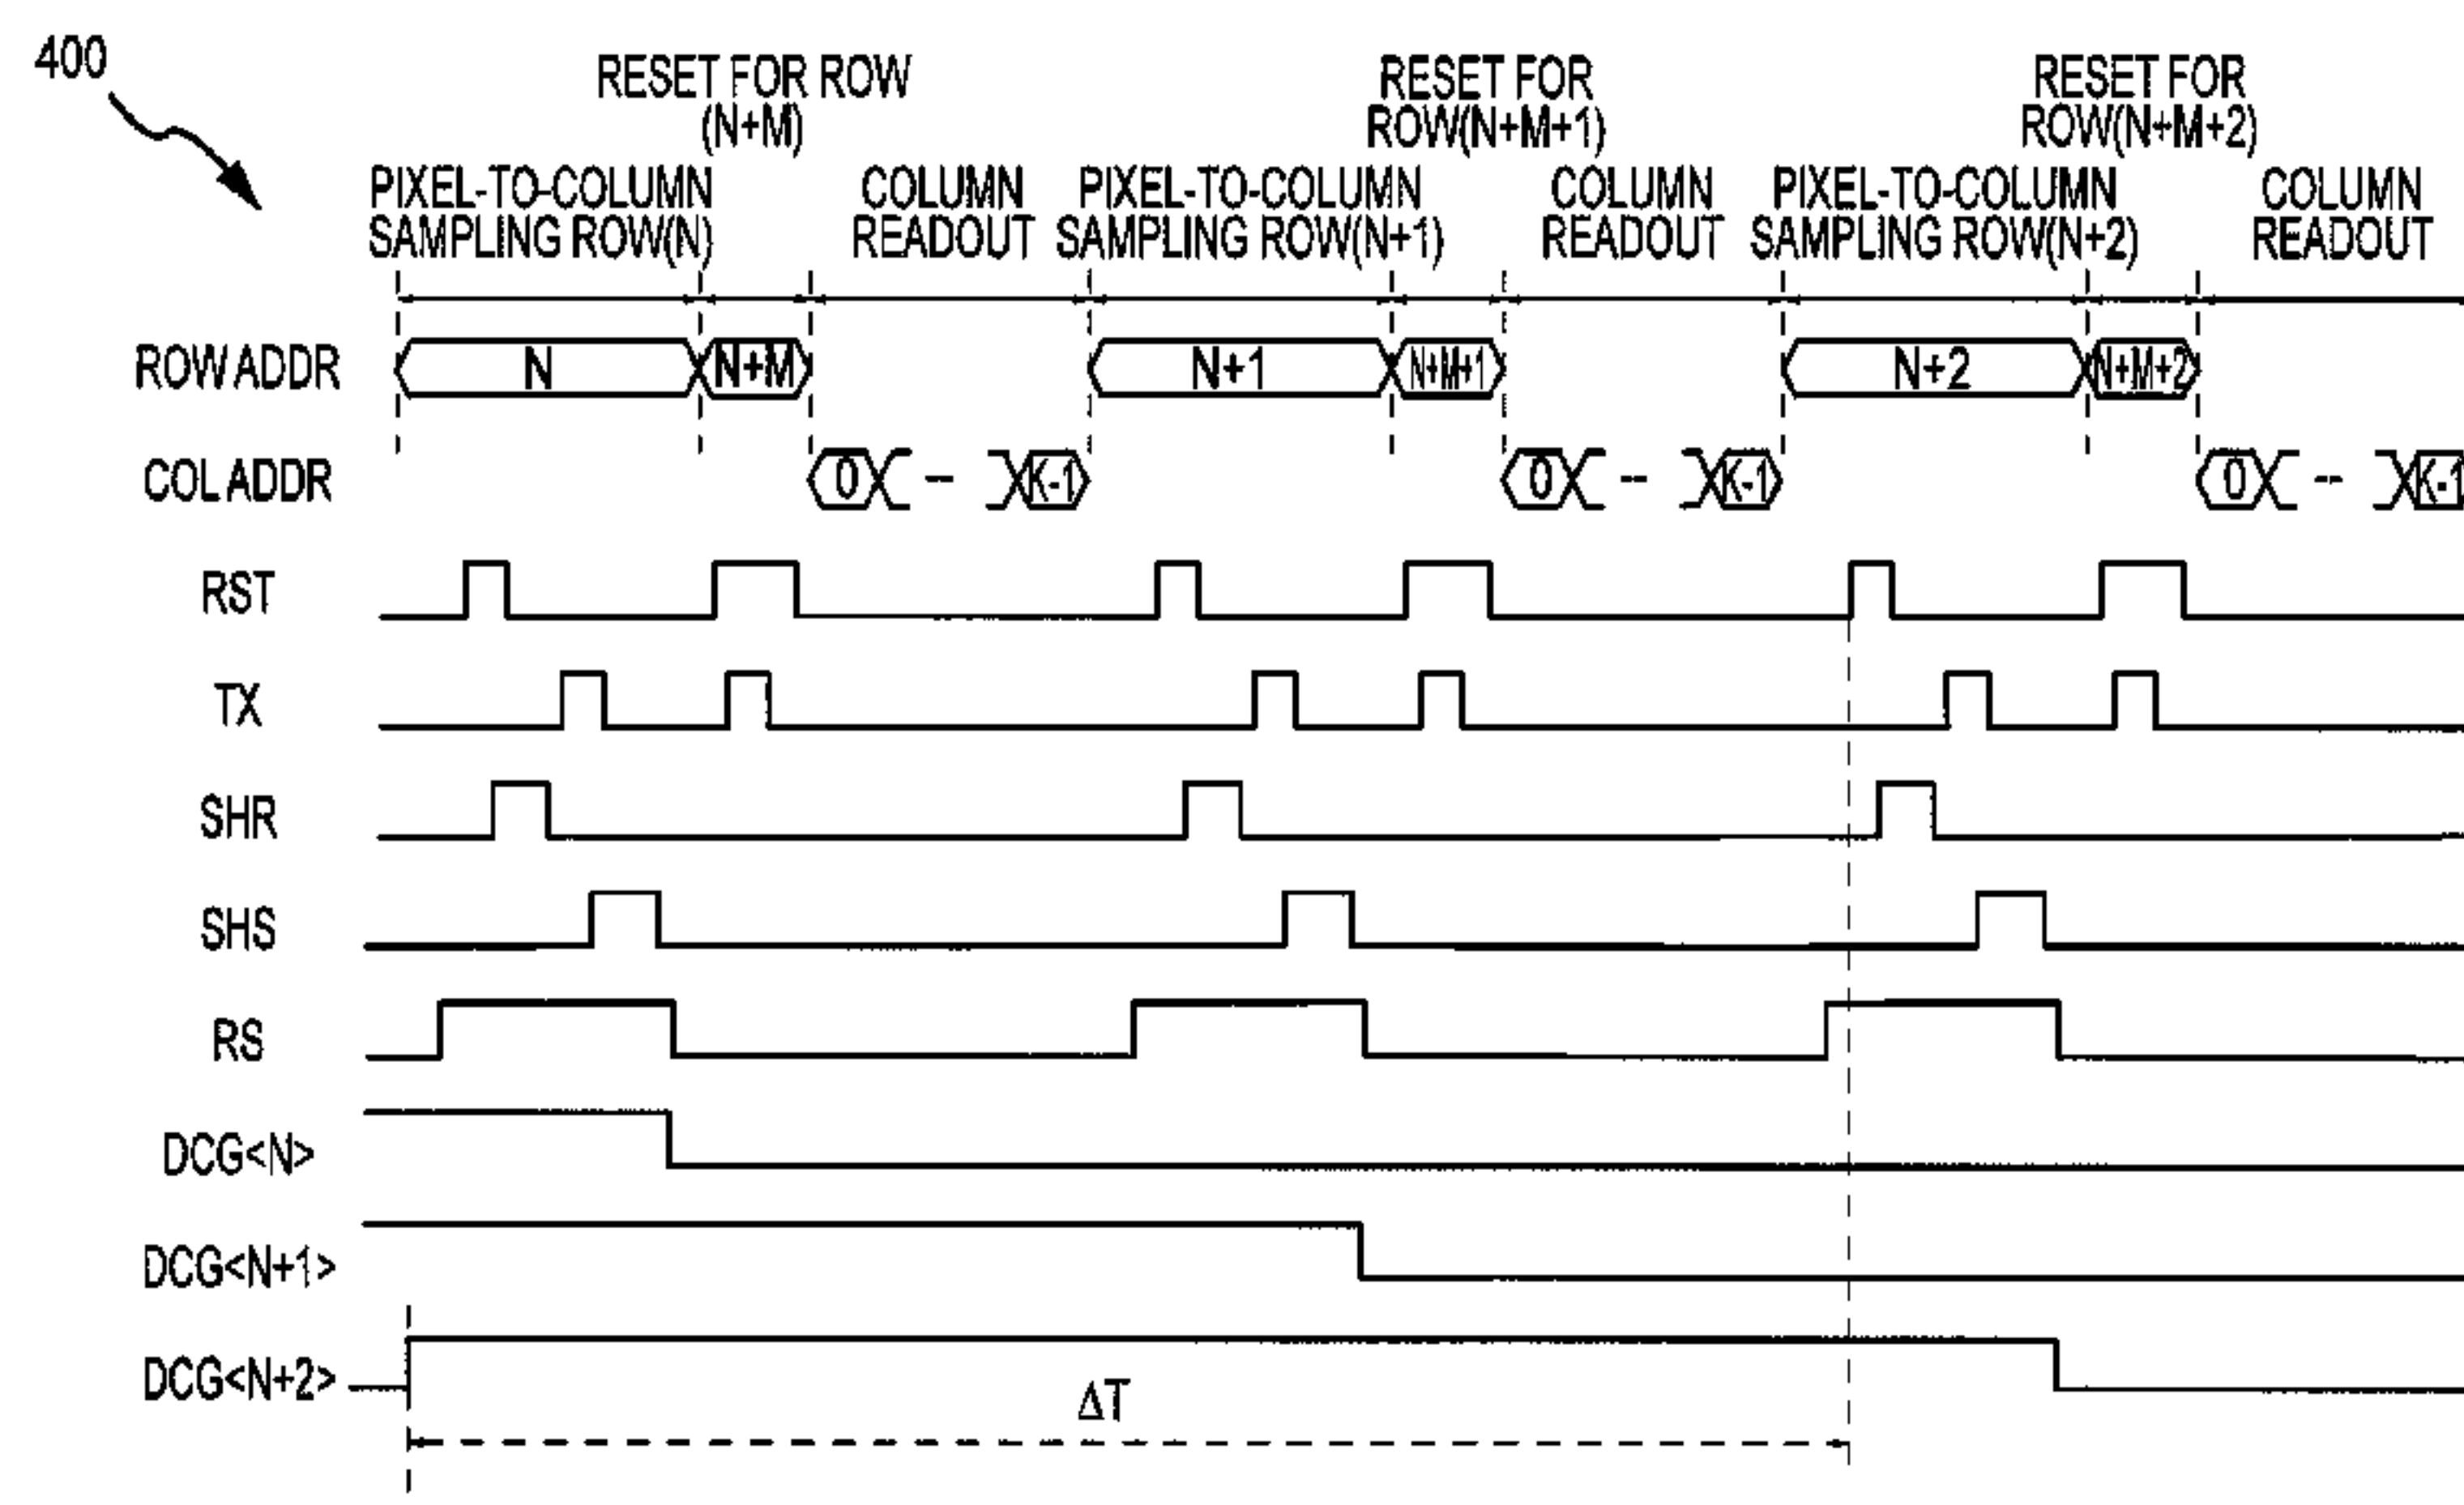 400
RESET FOR ROW
(N+M)
RESET FOR
ROW(N+M+1)
RESET FOR
ROW(N+M+2)
PIXEL-TO-COLUMN
SAMPLING ROW(N)
COLUMN
READOUT
PIXEL-TO-COLUMN
SAMPLING ROW(N+1)
COLUMN
READOUT
PIXEL-TO-COLUMN
SAMPLING ROW(N+2)
COLUMN
READOUT
ROW ADDR
N
N+M
N+1
N+M+1
N+2
N+M+2
COL ADDR
0
--
K-1
0
--
K-1
0
--
K-1
RST
TX
SHR
SHS
RS
DCG<N>
DCG<N+1>
DCG<N+2>
ΔT